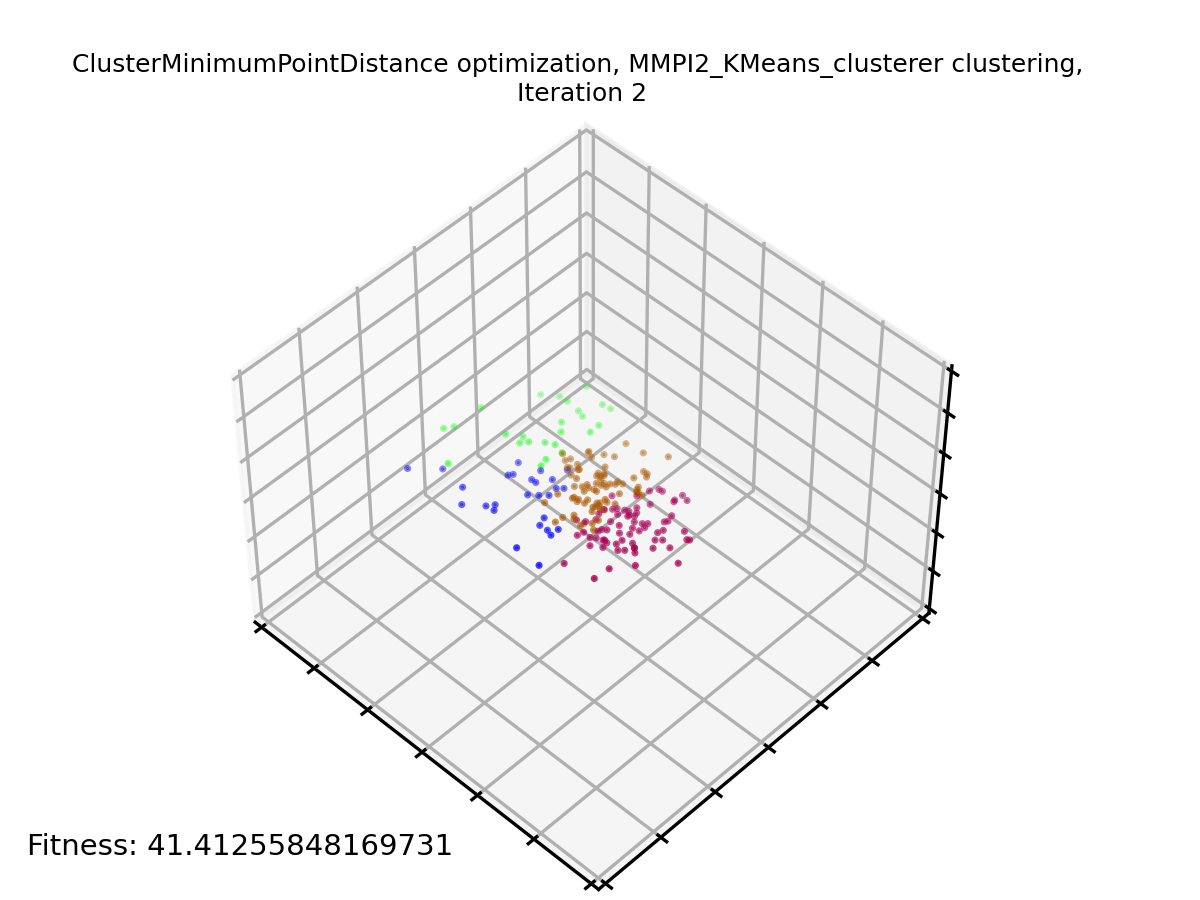 ClusterMinimumPointDistance optimization, MMPI2_KMeans_clusterer clustering,
Iteration 2
Fitness: 41.41255848169731